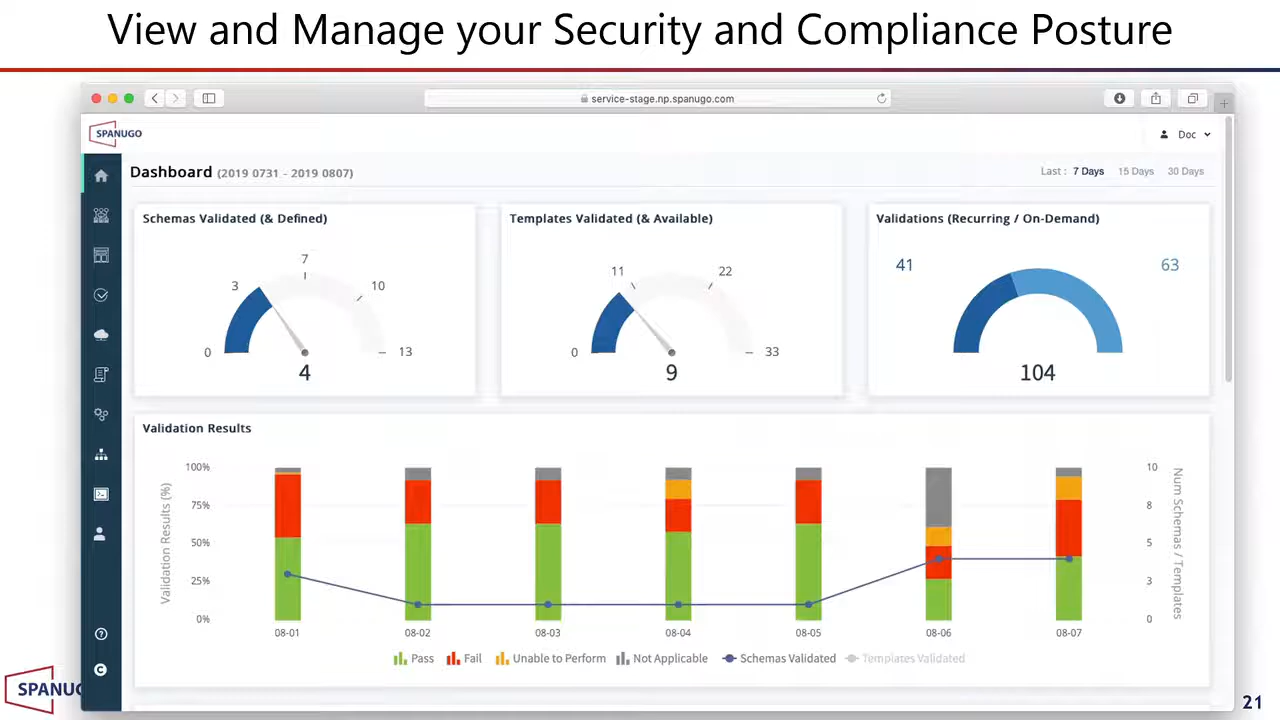 View and Manage your Security and Compliance Posture
service-stage.np.spanugo.com
SPANUGO
Doc
Dashboard (2019 0731 - 2019 0807)
Last : 7 Days 15 Days 30 Days
Schemas Validated (& Defined)
0 3 7 10 13
4
Templates Validated (& Available)
0 11 22 33
9
Validations (Recurring / On-Demand)
41 63
104
Validation Results
Validation Results (%)
100%
75%
50%
25%
0%
10
8
5
3
0
Num Schemas / Templates
08-01 08-02 08-03 08-04 08-05 08-06 08-07
Pass Fail Unable to Perform Not Applicable Schemas Validated Templates Validated
SPANUG
21